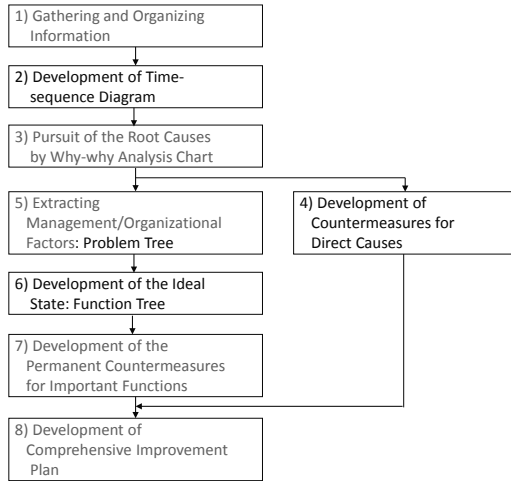 1) Gathering and Organizing
Information
2) Development of Time-
sequence Diagram
3) Pursuit of the Root Causes
by Why-why Analysis Chart
5) Extracting
Management/Organizational
Factors: Problem Tree
4) Development of
Countermeasures for
Direct Causes
6) Development of the Ideal
State: Function Tree
7) Development of the
Permanent Countermeasures
for Important Functions
8) Development of
Comprehensive Improvement
Plan